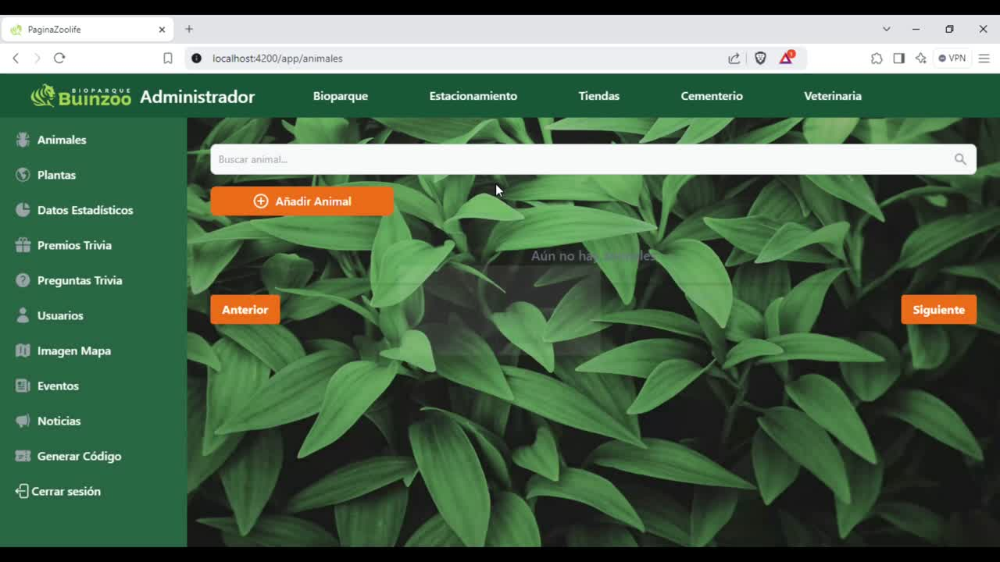 PaginaZoolife
localhost:4200/app/animales
1
VPN
BIOPARQUE
Buinzoo
Administrador
Bioparque
Estacionamiento
Tiendas
Cementerio
Veterinaria
Animales
Plantas
Datos Estadísticos
Premios Trivia
Preguntas Trivia
Usuarios
Imagen Mapa
Eventos
Noticias
Generar Código
Cerrar sesión
Buscar animal...
Añadir Animal
Aún no hay animales
Anterior
Siguiente